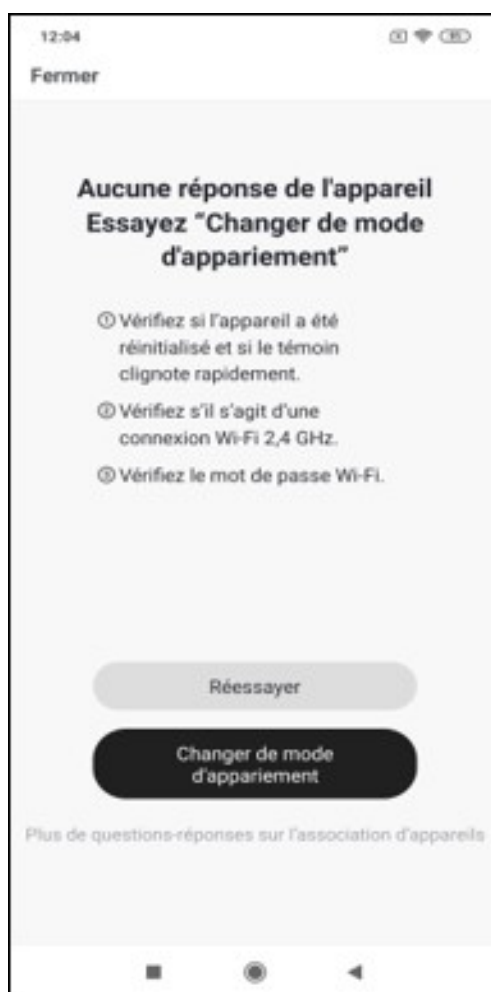 12:04
Fermer
Aucune réponse de l'appareil
Essayez “Changer de mode
d'appariement”
① Vérifiez si l'appareil a été
réinitialisé et si le témoin
clignote rapidement.
② Vérifiez s'il s'agit d'une
connexion Wi-Fi 2,4 GHz.
③ Vérifiez le mot de passe Wi-Fi.
Réessayer
Changer de mode
d'appariement
Plus de questions-réponses sur l'association d'appareils